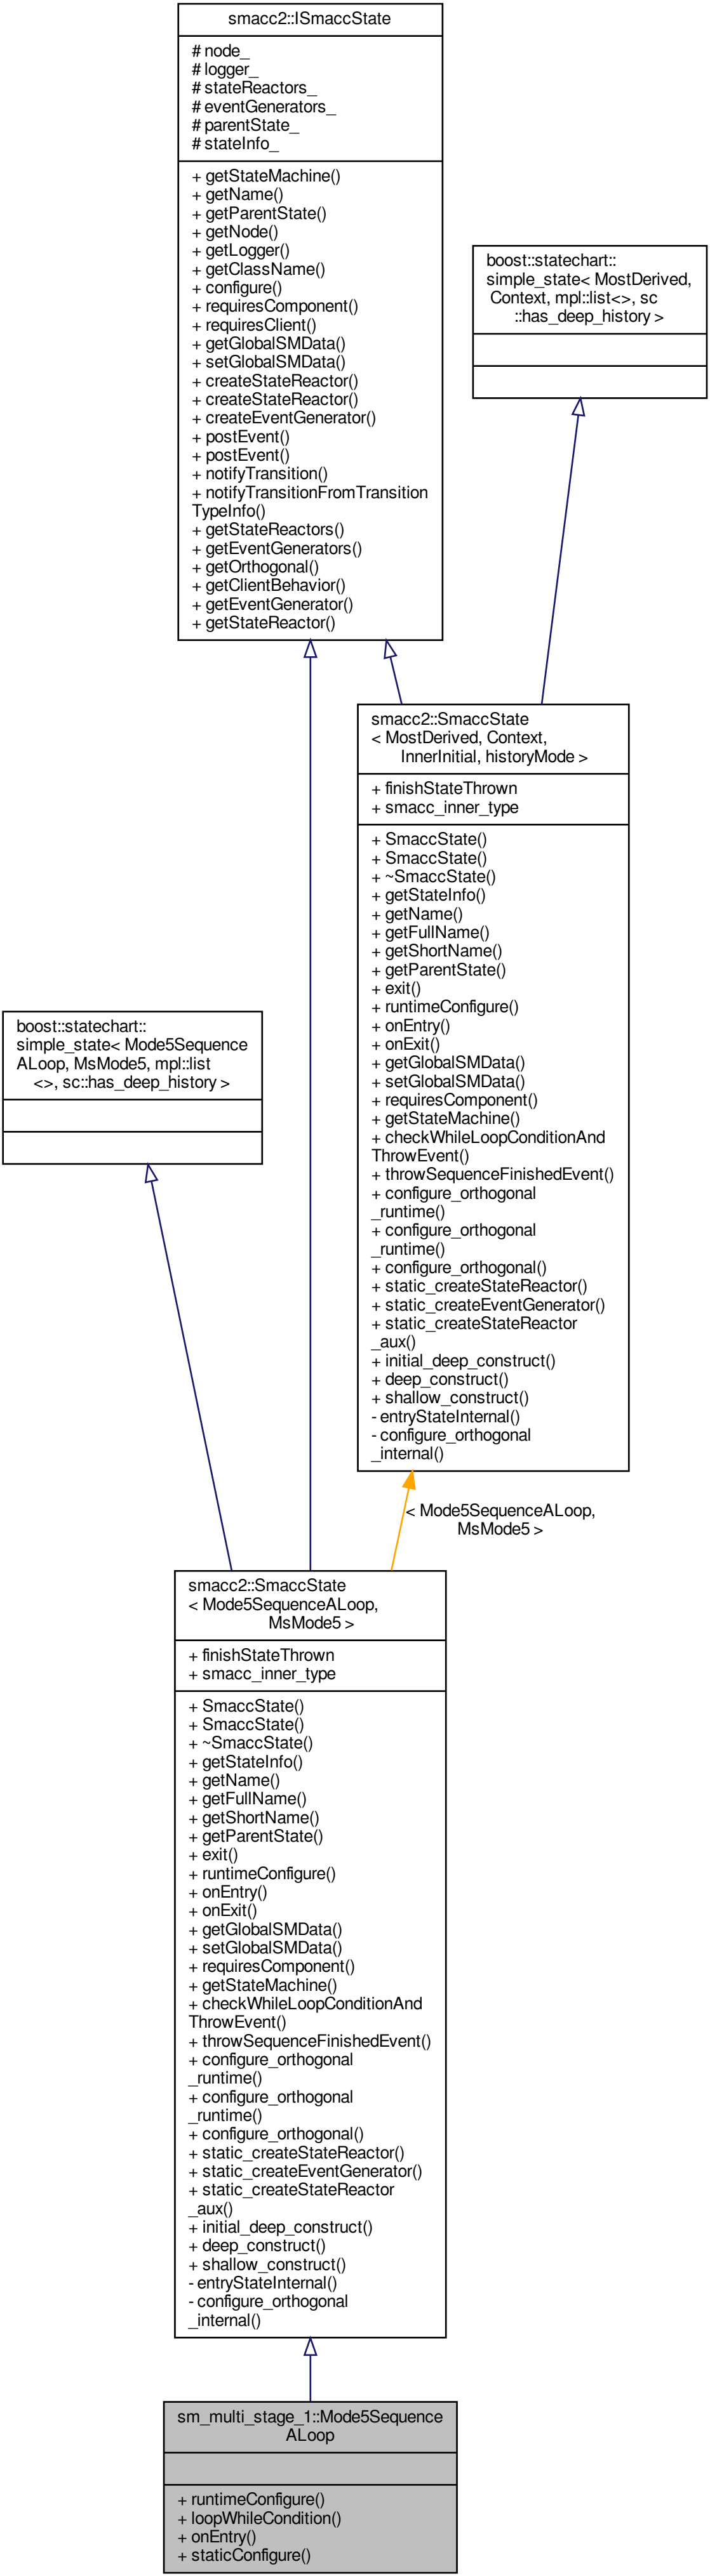 smacc2::ISmaccState
# node_
# logger_
# stateReactors_
# eventGenerators_
# parentState_
# stateInfo_
+ getStateMachine()
+ getName()
+ getParentState()
+ getNode()
+ getLogger()
+ getClassName()
+ configure()
+ requiresComponent()
+ requiresClient()
+ getGlobalSMData()
+ setGlobalSMData()
+ createStateReactor()
+ createStateReactor()
+ createEventGenerator()
+ postEvent()
+ postEvent()
+ notifyTransition()
+ notifyTransitionFromTransition
TypeInfo()
+ getStateReactors()
+ getEventGenerators()
+ getOrthogonal()
+ getClientBehavior()
+ getEventGenerator()
+ getStateReactor()
boost::statechart::
simple_state< MostDerived,
Context, mpl::list<>, sc
::has_deep_history >
smacc2::SmaccState
< MostDerived, Context,
InnerInitial, historyMode >
+ finishStateThrown
+ smacc_inner_type
+ SmaccState()
+ SmaccState()
+ ~SmaccState()
+ getStateInfo()
+ getName()
+ getFullName()
+ getShortName()
+ getParentState()
+ exit()
+ runtimeConfigure()
+ onEntry()
+ onExit()
+ getGlobalSMData()
+ setGlobalSMData()
+ requiresComponent()
+ getStateMachine()
+ checkWhileLoopConditionAnd
ThrowEvent()
+ throwSequenceFinishedEvent()
+ configure_orthogonal
_runtime()
+ configure_orthogonal
_runtime()
+ configure_orthogonal()
+ static_createStateReactor()
+ static_createEventGenerator()
+ static_createStateReactor
_aux()
+ initial_deep_construct()
+ deep_construct()
+ shallow_construct()
- entryStateInternal()
- configure_orthogonal
_internal()
boost::statechart::
simple_state< Mode5Sequence
ALoop, MsMode5, mpl::list
<>, sc::has_deep_history >
< Mode5SequenceALoop,
MsMode5 >
smacc2::SmaccState
< Mode5SequenceALoop,
MsMode5 >
+ finishStateThrown
+ smacc_inner_type
+ SmaccState()
+ SmaccState()
+ ~SmaccState()
+ getStateInfo()
+ getName()
+ getFullName()
+ getShortName()
+ getParentState()
+ exit()
+ runtimeConfigure()
+ onEntry()
+ onExit()
+ getGlobalSMData()
+ setGlobalSMData()
+ requiresComponent()
+ getStateMachine()
+ checkWhileLoopConditionAnd
ThrowEvent()
+ throwSequenceFinishedEvent()
+ configure_orthogonal
_runtime()
+ configure_orthogonal
_runtime()
+ configure_orthogonal()
+ static_createStateReactor()
+ static_createEventGenerator()
+ static_createStateReactor
_aux()
+ initial_deep_construct()
+ deep_construct()
+ shallow_construct()
- entryStateInternal()
- configure_orthogonal
_internal()
sm_multi_stage_1::Mode5Sequence
ALoop
+ runtimeConfigure()
+ loopWhileCondition()
+ onEntry()
+ staticConfigure()